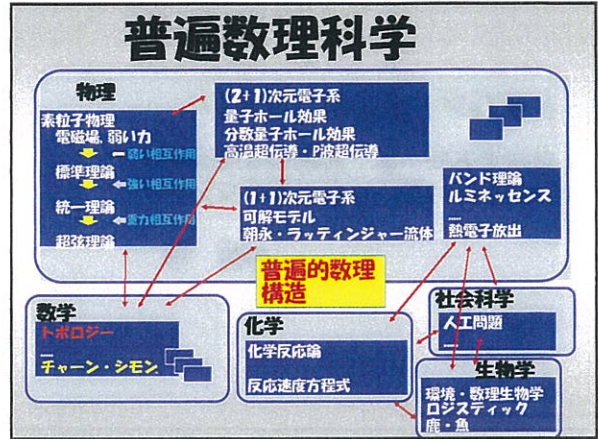 普遍数理科学
物理
素粒子物理
電磁場, 弱い力
弱い相互作用
標準理論
強い相互作用
統一理論
重力相互作用
超弦理論
(2+1)次元電子系
量子ホール効果
分数量子ホール効果
高温超伝導・P波超伝導
(1+1)次元電子系
可解モデル
朝永・ラッティンジャー流体
バンド理論
ルミネッセンス
....
熱電子放出
普遍的数理
構造
数学
トポロジー
....
チャーン・シモン
化学
化学反応論
反応速度方程式
社会科学
人工問題
....
生物学
環境・数理生物学
ロジスティック
鹿・魚